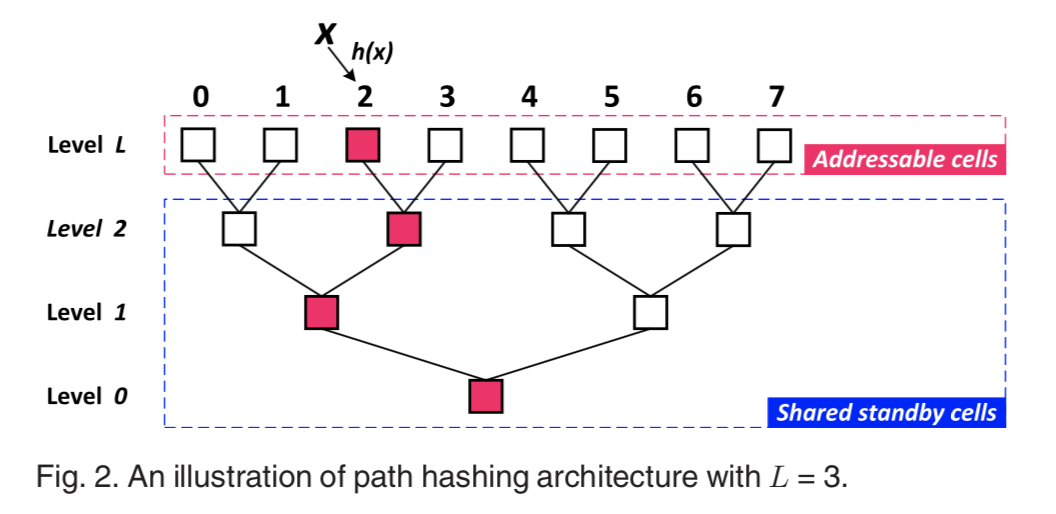 x
h(x)
0 1 2 3 4 5 6 7
Level L
Addressable cells
Level 2
Level 1
Level 0
Shared standby cells
Fig. 2. An illustration of path hashing architecture with L = 3.